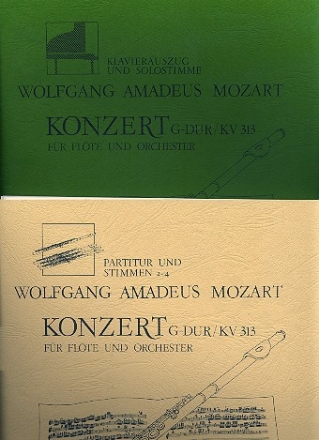 KLAVIERAUSZUG
UND SOLOSTIMME
WOLFGANG AMADEUS MOZART
KONZERT G-DUR/KV 313
FÜR FLÖTE UND ORCHESTER
PARTITUR UND
STIMMEN 2-4
WOLFGANG AMADEUS MOZART
KONZERT G-DUR/KV 313
FÜR FLÖTE UND ORCHESTER